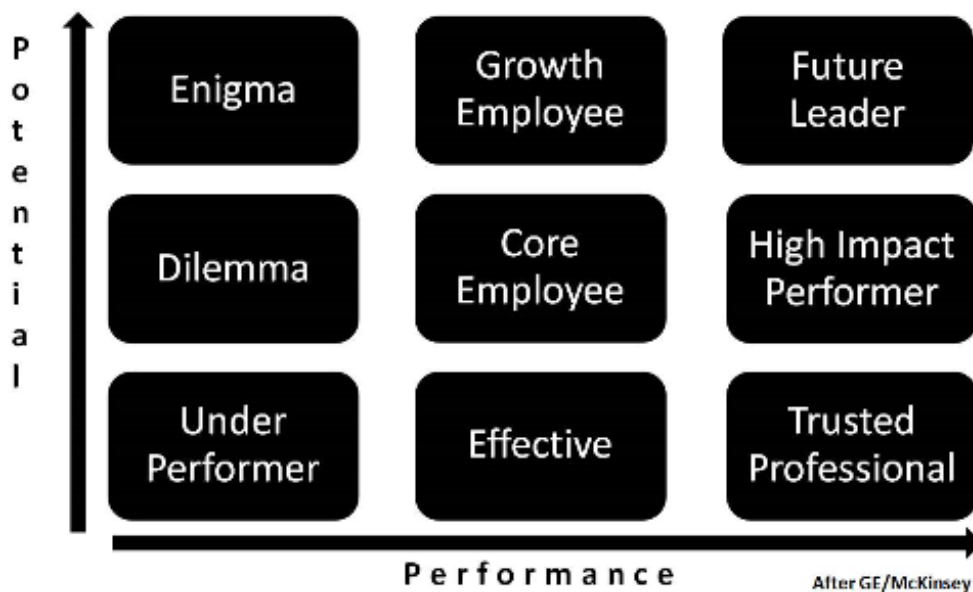 Potential
Enigma
Growth
Employee
Future
Leader
Dilemma
Core
Employee
High Impact
Performer
Under
Performer
Effective
Trusted
Professional
Performance
After GE/McKinsey